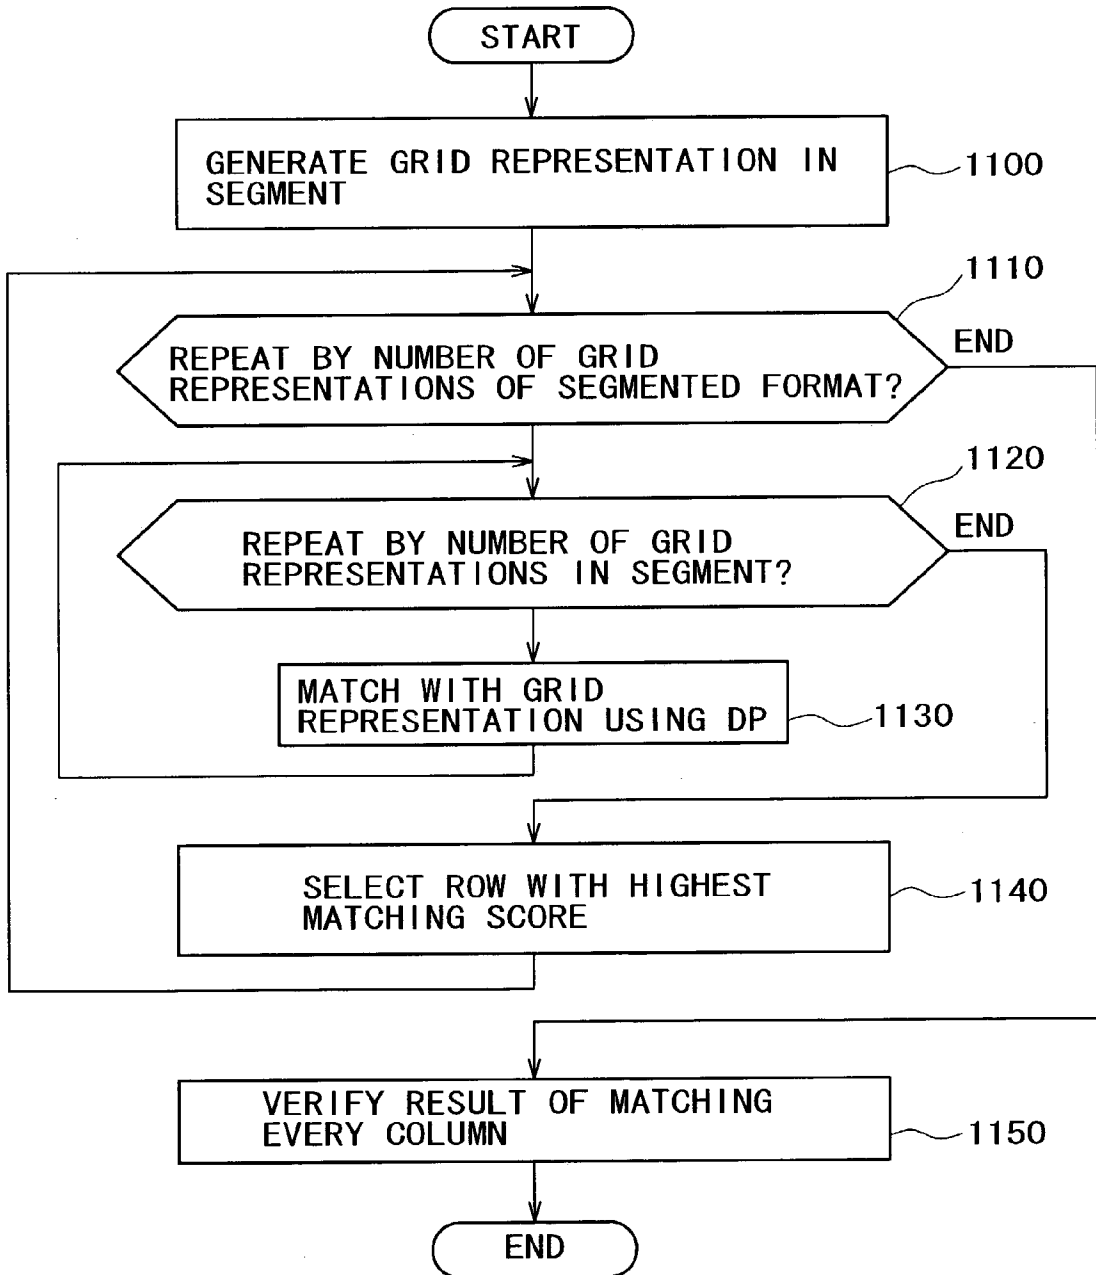 START
GENERATE GRID REPRESENTATION IN
SEGMENT
1100
1110
REPEAT BY NUMBER OF GRID
REPRESENTATIONS OF SEGMENTED FORMAT?
END
1120
REPEAT BY NUMBER OF GRID
REPRESENTATIONS IN SEGMENT?
END
MATCH WITH GRID
REPRESENTATION USING DP
1130
SELECT ROW WITH HIGHEST
MATCHING SCORE
1140
VERIFY RESULT OF MATCHING
EVERY COLUMN
1150
END